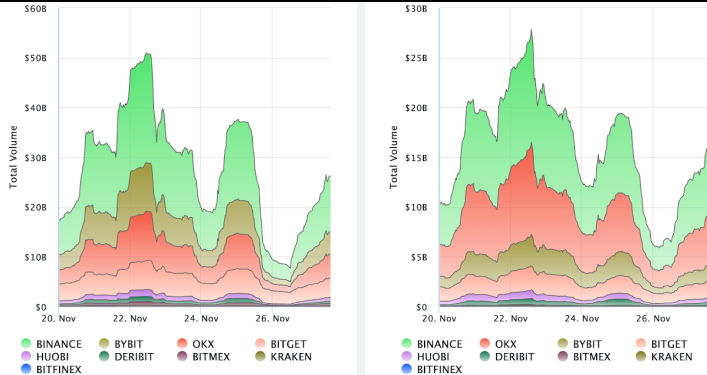 $60B
$50B
$40B
$30B
$20B
$10B
$0
Total Volume
20. Nov 22. Nov 24. Nov 26. Nov
BINANCE BYBIT OKX BITGET
HUOBI DERIBIT BITMEX KRAKEN
BITFINEX
$30B
$25B
$20B
$15B
$10B
$5B
$0
Total Volume
20. Nov 22. Nov 24. Nov 26. Nov
BINANCE OKX BYBIT BITGET
HUOBI DERIBIT BITMEX KRAKEN
BITFINEX